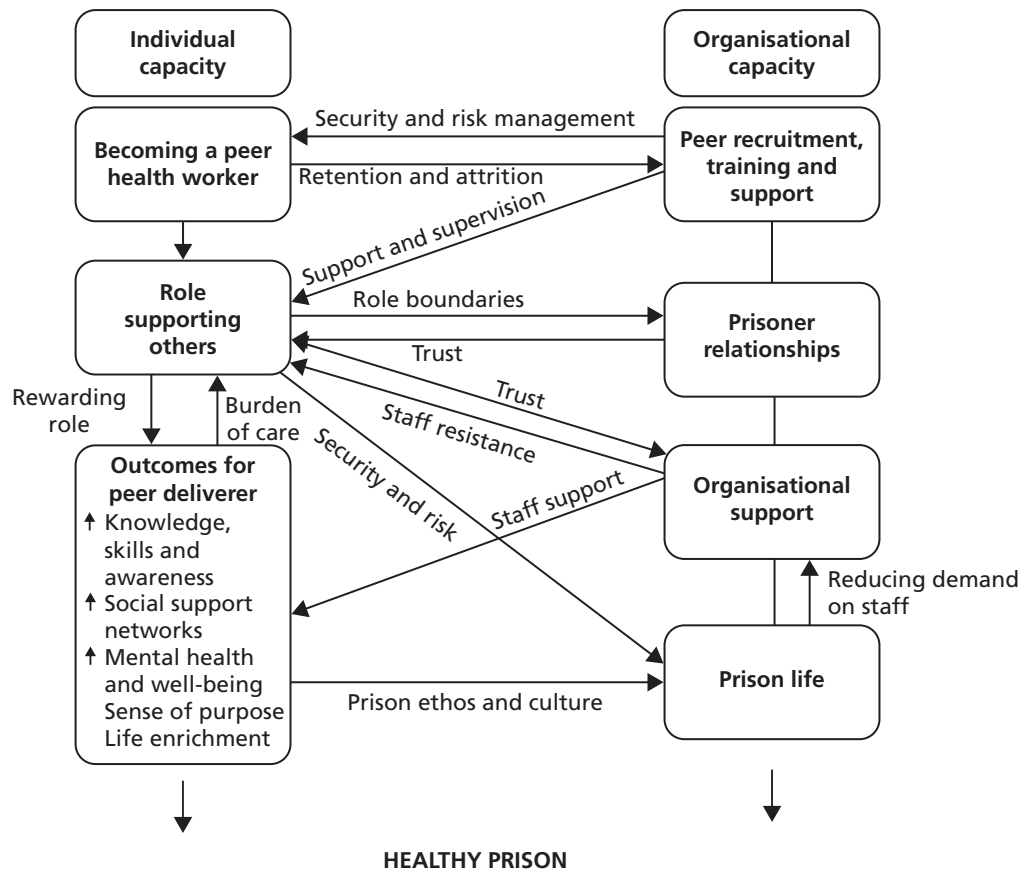 Individual
capacity
Organisational
capacity
Becoming a peer
health worker
Security and risk management
Retention and attrition
Peer recruitment,
training and
support
Support and supervision
Role
supporting
others
Role boundaries
Trust
Prisoner
relationships
Trust
Staff resistance
Rewarding
role
Burden
of care
Security and risk
Staff support
Organisational
support
Outcomes for
peer deliverer
Knowledge,
skills and
awareness
Social support
networks
Mental health
and well-being
Sense of purpose
Life enrichment
Reducing demand
on staff
Prison life
Prison ethos and culture
HEALTHY PRISON